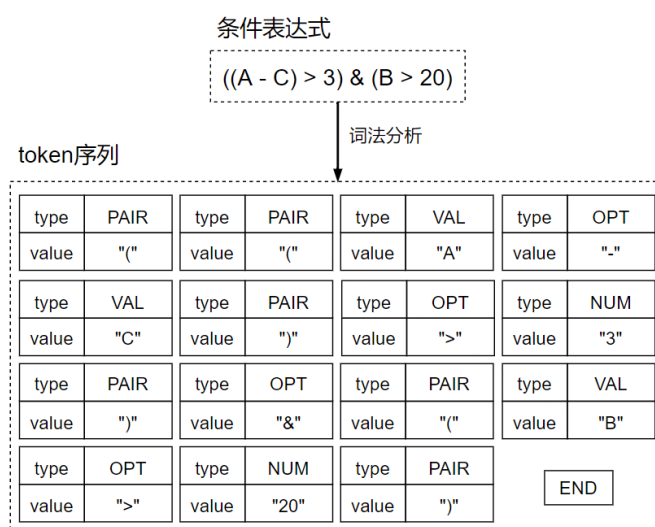 条件表达式
((A - C) > 3) & (B > 20)
词法分析
token序列
type PAIR type PAIR type VAL type OPT
value "(" value "(" value "A" value "-"
type VAL type PAIR type OPT type NUM
value "C" value ")" value ">" value "3"
type PAIR type OPT type PAIR type VAL
value ")" value "&" value "(" value "B"
type OPT type NUM type PAIR
value ">" value "20" value ")"
END